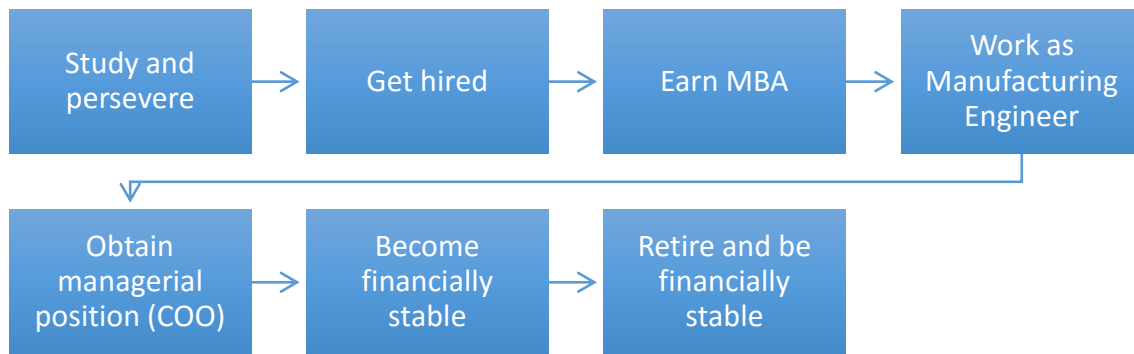 Study and
persevere
Get hired
Earn MBA
Work as
Manufacturing
Engineer
Obtain
managerial
position (COO)
Become
financially
stable
Retire and be
financially
stable